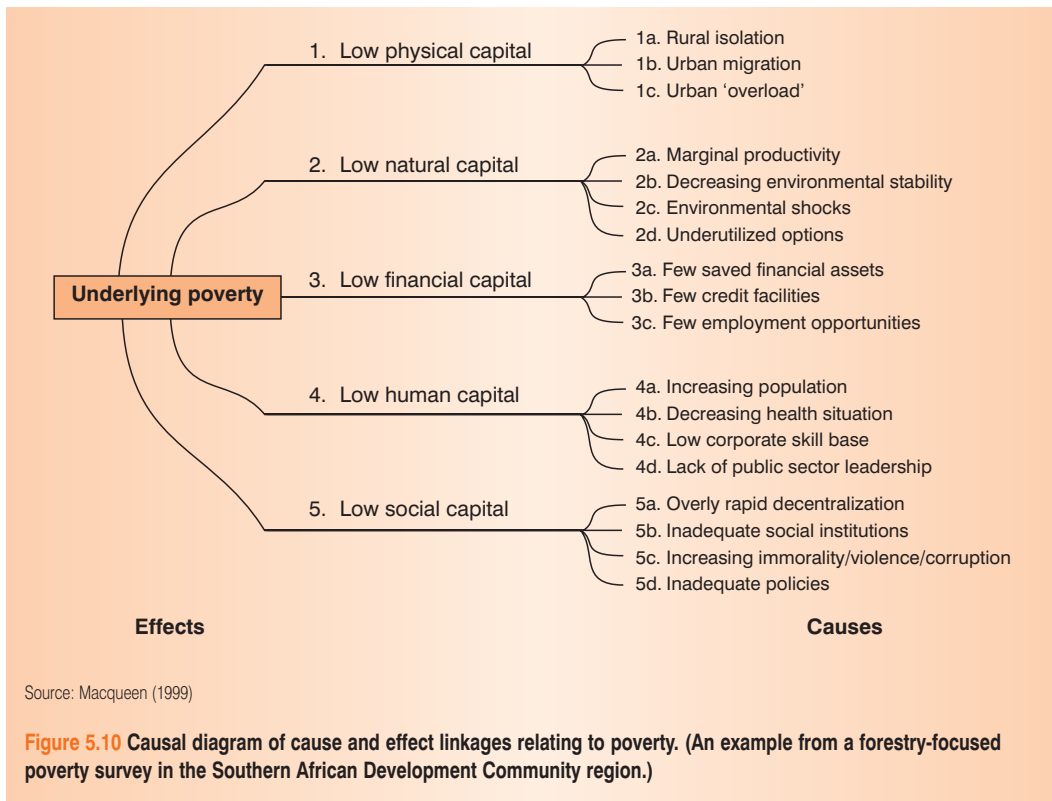 1. Low physical capital
1a. Rural isolation
1b. Urban migration
1c. Urban ‘overload’
2. Low natural capital
2a. Marginal productivity
2b. Decreasing environmental stability
2c. Environmental shocks
2d. Underutilized options
Underlying poverty
3. Low financial capital
3a. Few saved financial assets
3b. Few credit facilities
3c. Few employment opportunities
4. Low human capital
4a. Increasing population
4b. Decreasing health situation
4c. Low corporate skill base
4d. Lack of public sector leadership
5. Low social capital
5a. Overly rapid decentralization
5b. Inadequate social institutions
5c. Increasing immorality/violence/corruption
5d. Inadequate policies
Effects
Causes
Source: Macqueen (1999)
Figure 5.10 Causal diagram of cause and effect linkages relating to poverty. (An example from a forestry-focused
poverty survey in the Southern African Development Community region.)